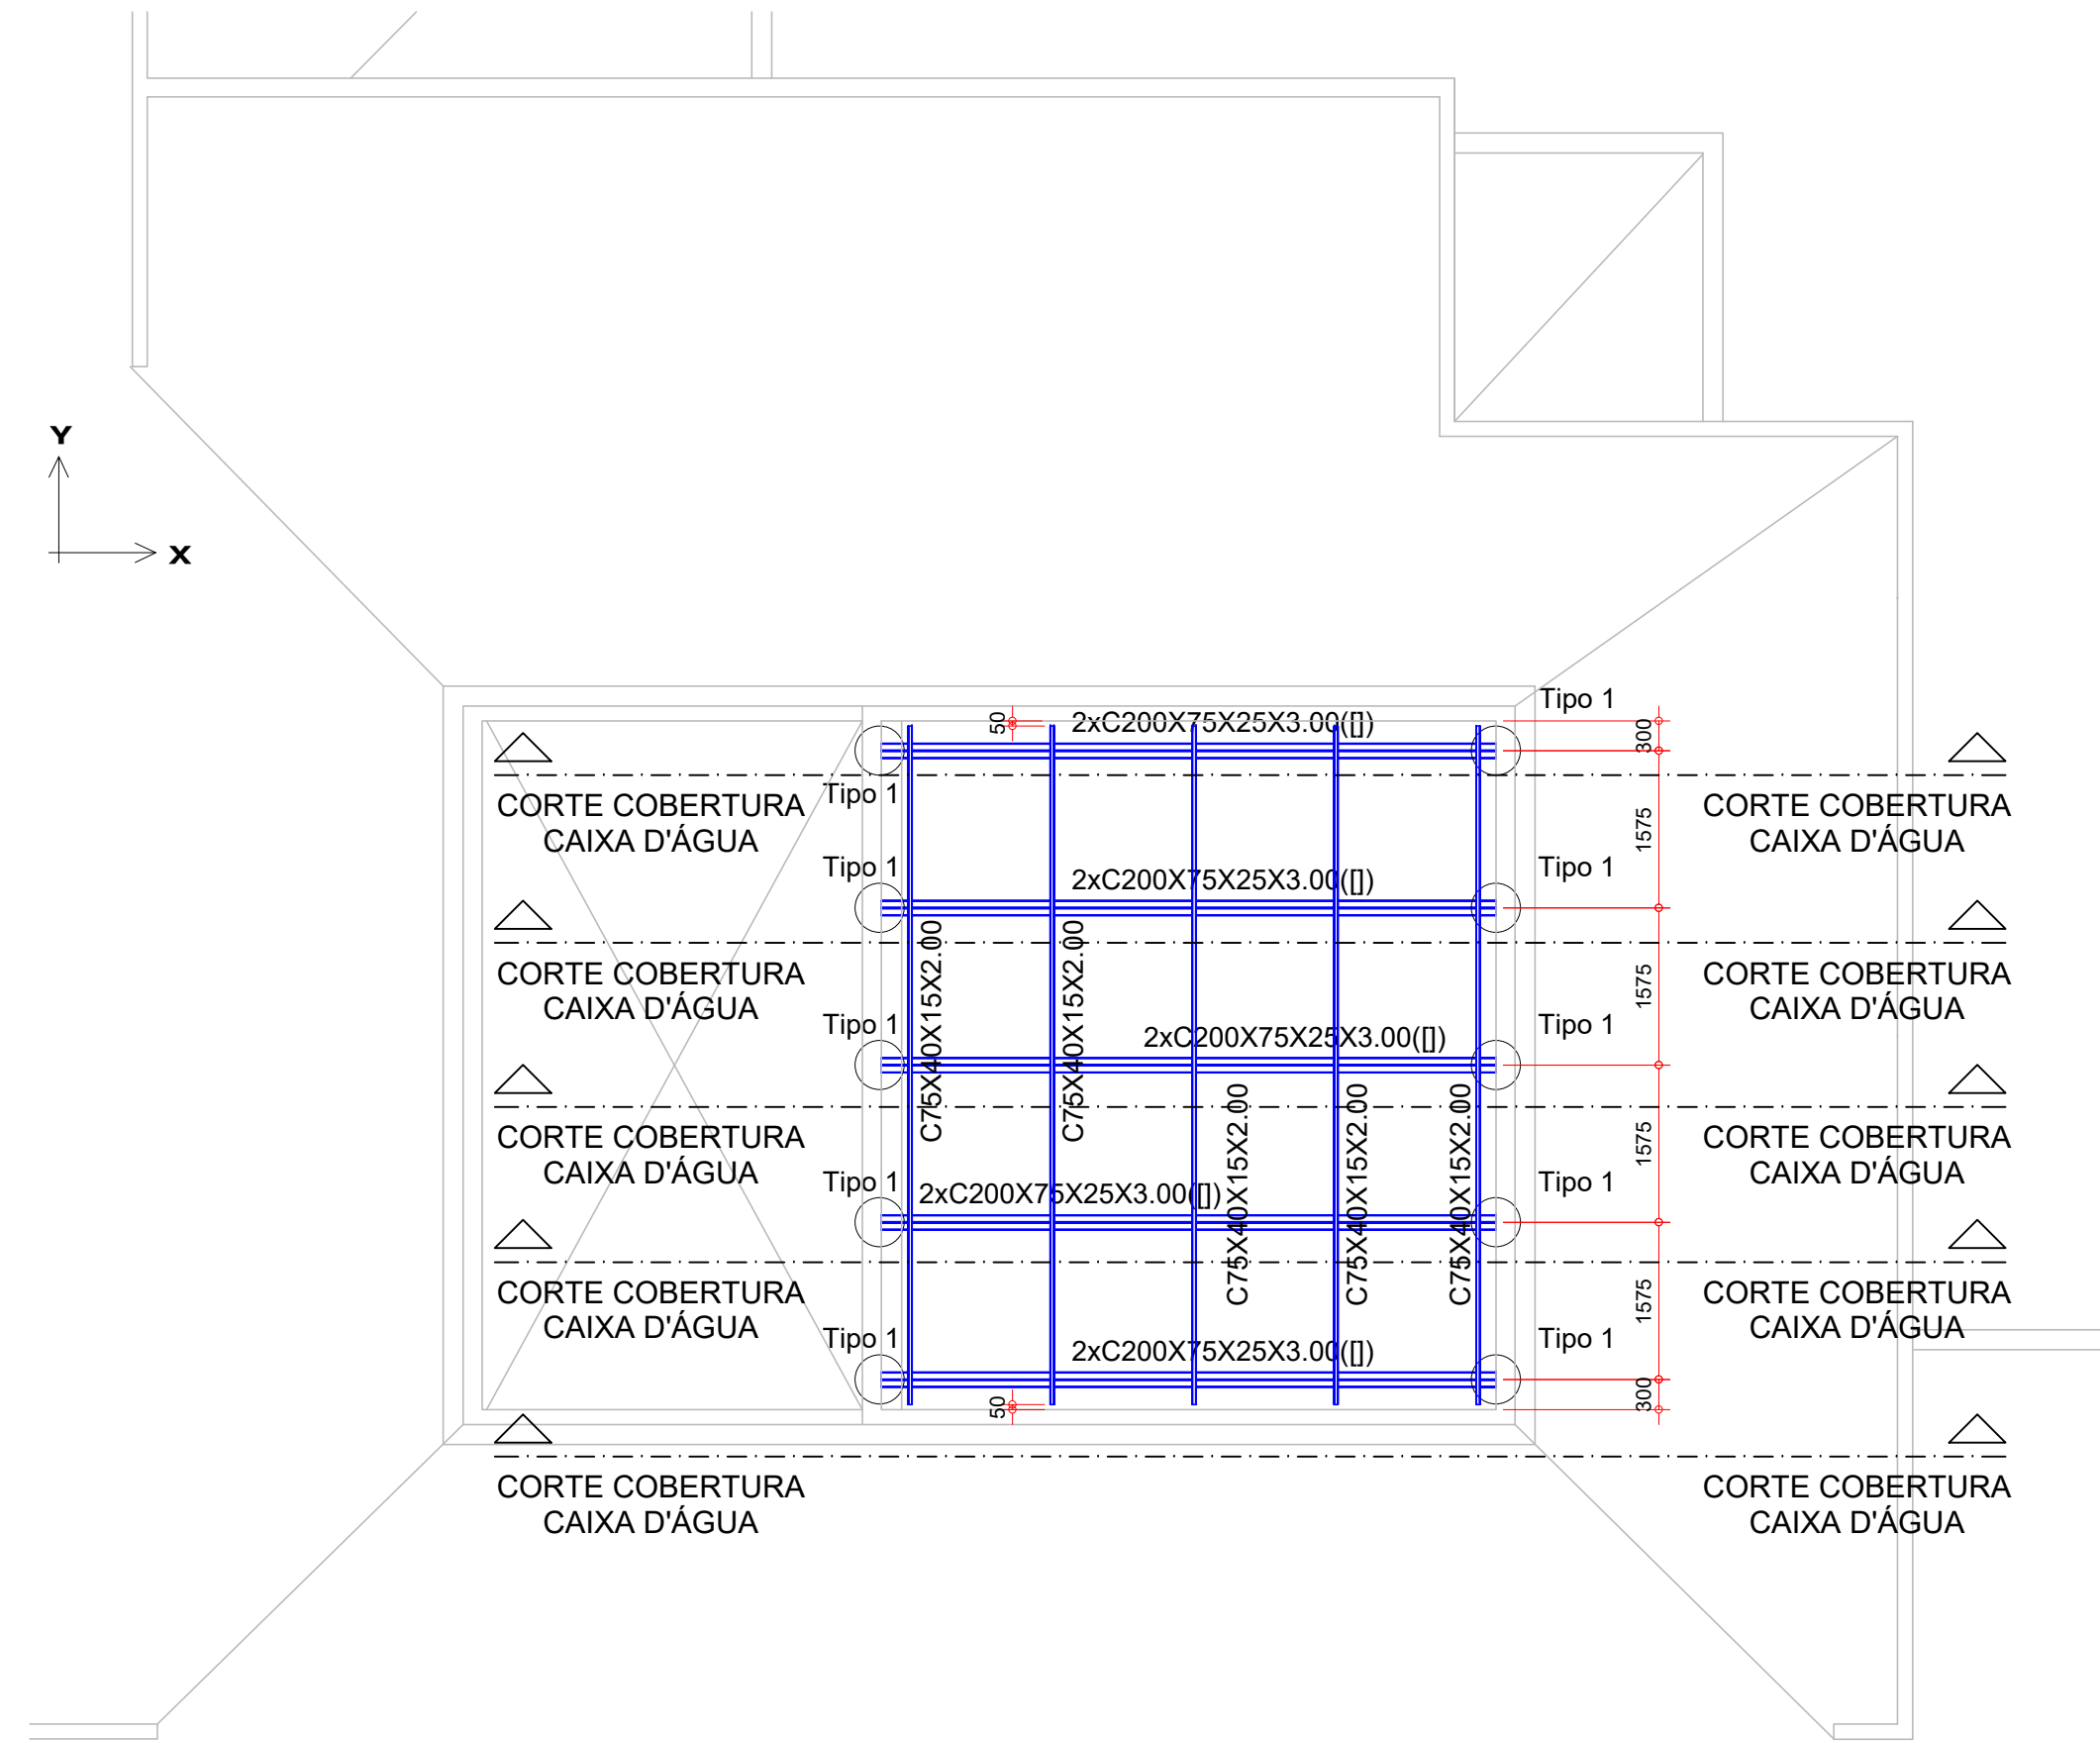 Y
X
Tipo 1
50
2xC200X75X25X3.00([])
300
Tipo 1
CORTE COBERTURA
CAIXA D'ÁGUA
CORTE COBERTURA
CAIXA D'ÁGUA
1575
Tipo 1
2xC200X75X25X3.00([])
Tipo 1
C75X40X15X2.00
C75X40X15X2.00
CORTE COBERTURA
CAIXA D'ÁGUA
CORTE COBERTURA
CAIXA D'ÁGUA
1575
Tipo 1
2xC200X75X25X3.00([])
Tipo 1
C75X40X15X2.00
C75X40X15X2.00
C75X40X15X2.00
CORTE COBERTURA
CAIXA D'ÁGUA
CORTE COBERTURA
CAIXA D'ÁGUA
1575
Tipo 1
2xC200X75X25X3.00([])
Tipo 1
CORTE COBERTURA
CAIXA D'ÁGUA
CORTE COBERTURA
CAIXA D'ÁGUA
1575
Tipo 1
2xC200X75X25X3.00([])
Tipo 1
50
300
CORTE COBERTURA
CAIXA D'ÁGUA
CORTE COBERTURA
CAIXA D'ÁGUA